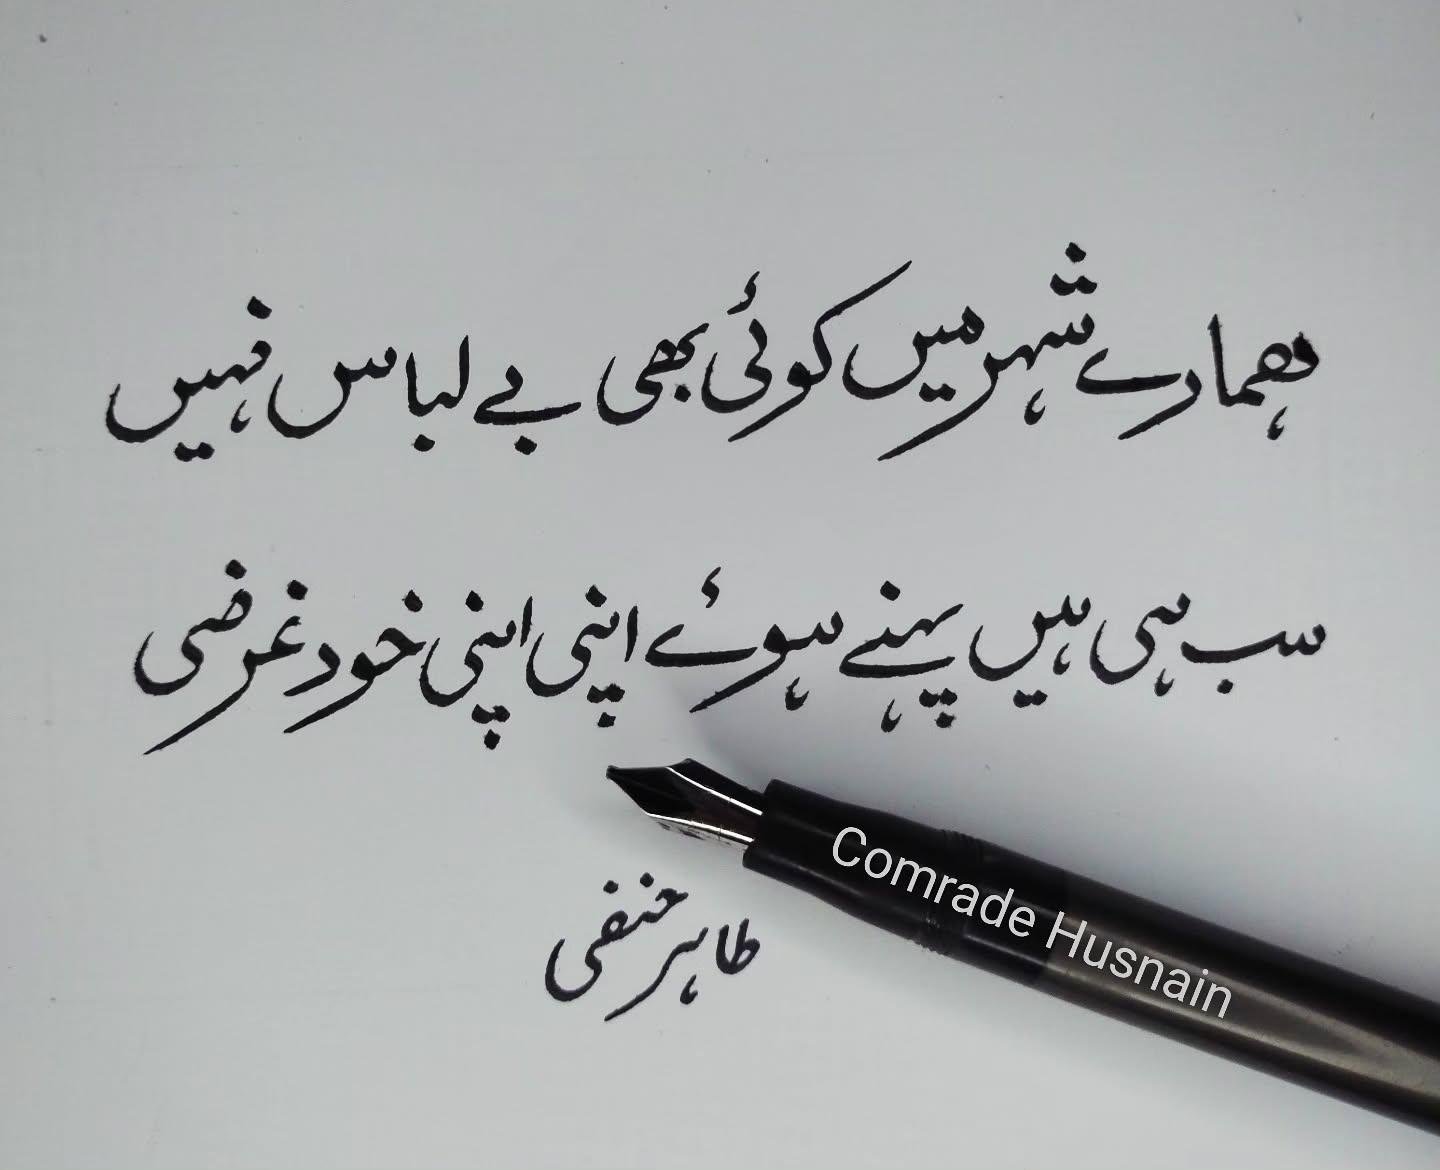 ھمارے شہر میں کوئی بھی بے لباس نہیں
سب ہی ہیں پہنے ہوئے اپنی اپنی خود غرضی
طاہر حنفی
Comrade Husnain